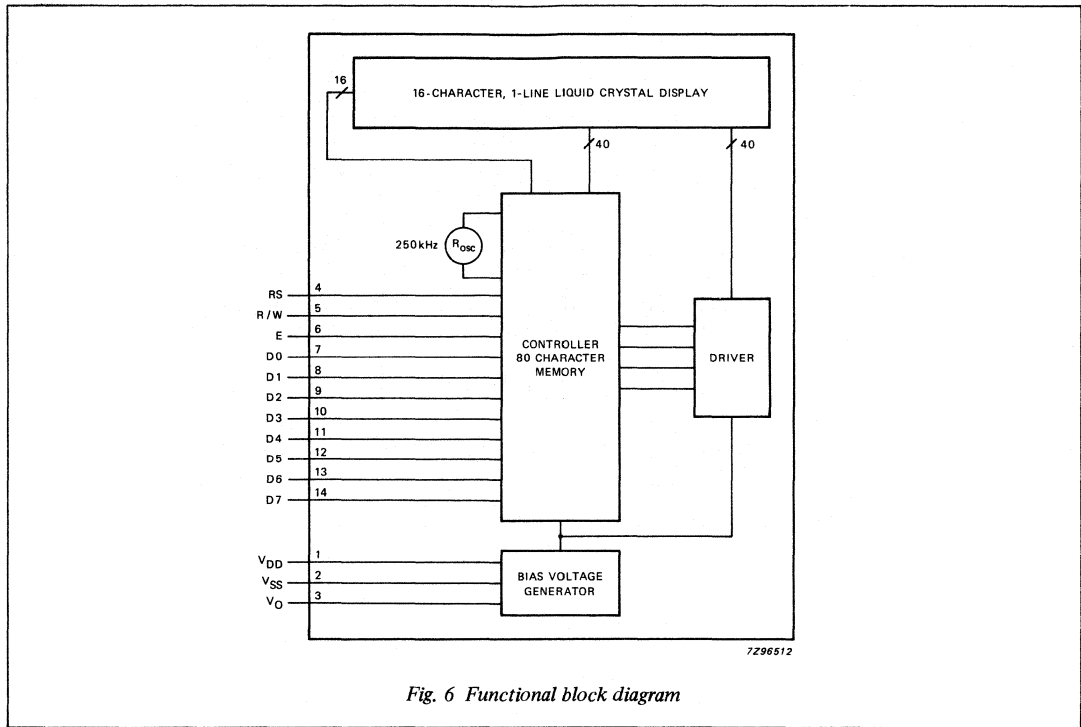 16
16-CHARACTER, 1-LINE LIQUID CRYSTAL DISPLAY
40
40
250kHz
Rosc
RS 4
R/W 5
E 6
D0 7
D1 8
D2 9
D3 10
D4 11
D5 12
D6 13
D7 14
CONTROLLER
80 CHARACTER
MEMORY
DRIVER
VDD 1
VSS 2
VO 3
BIAS VOLTAGE
GENERATOR
7Z96512
Fig. 6 Functional block diagram